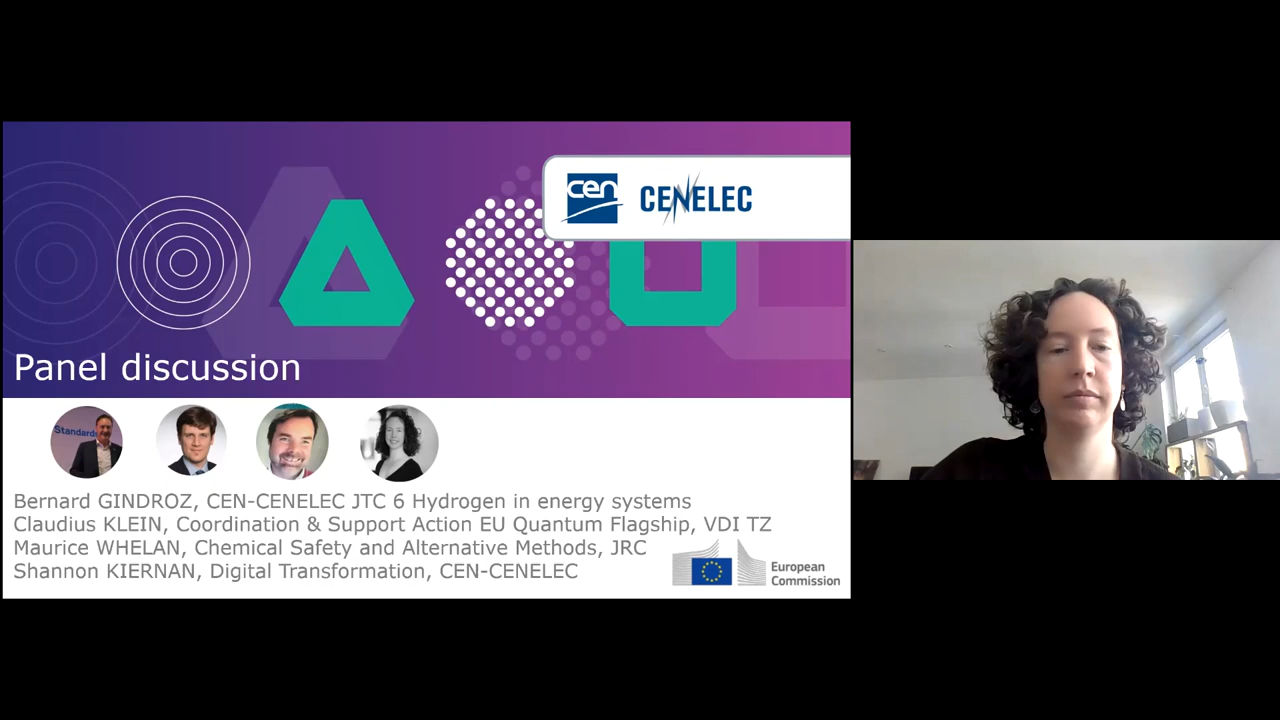 cen
CENELEC
Panel discussion
Standards
Bernard GINDROZ, CEN-CENELEC JTC 6 Hydrogen in energy systems
Claudius KLEIN, Coordination & Support Action EU Quantum Flagship, VDI TZ
Maurice WHELAN, Chemical Safety and Alternative Methods, JRC
Shannon KIERNAN, Digital Transformation, CEN-CENELEC
European
Commission